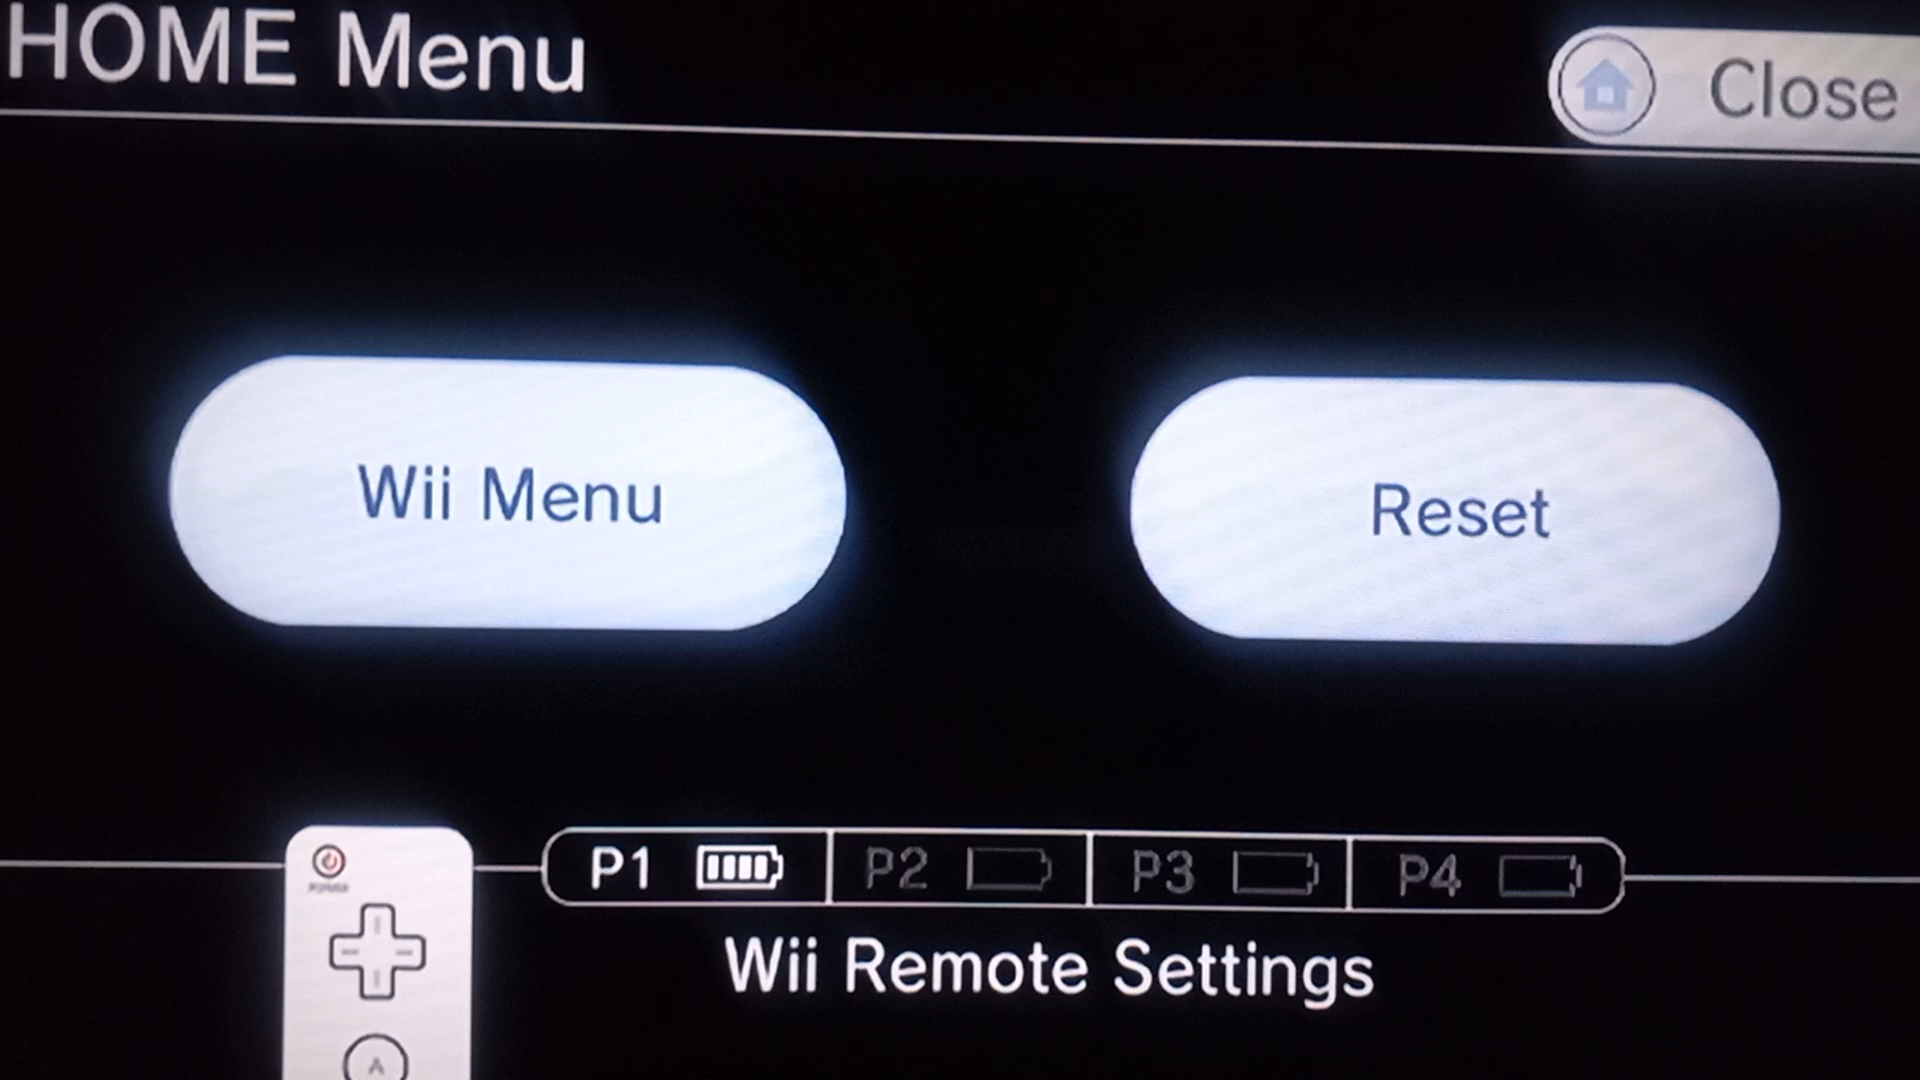 HOME Menu
Close
Wii Menu
Reset
P1
P2
P3
P4
Wii Remote Settings
A